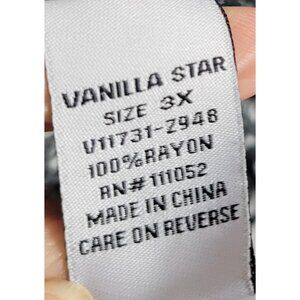 VANILLA STAR
SIZE 3X
V11731-Z948
100%RAYON
RN#111052
MADE IN CHINA
CARE ON REVERSE